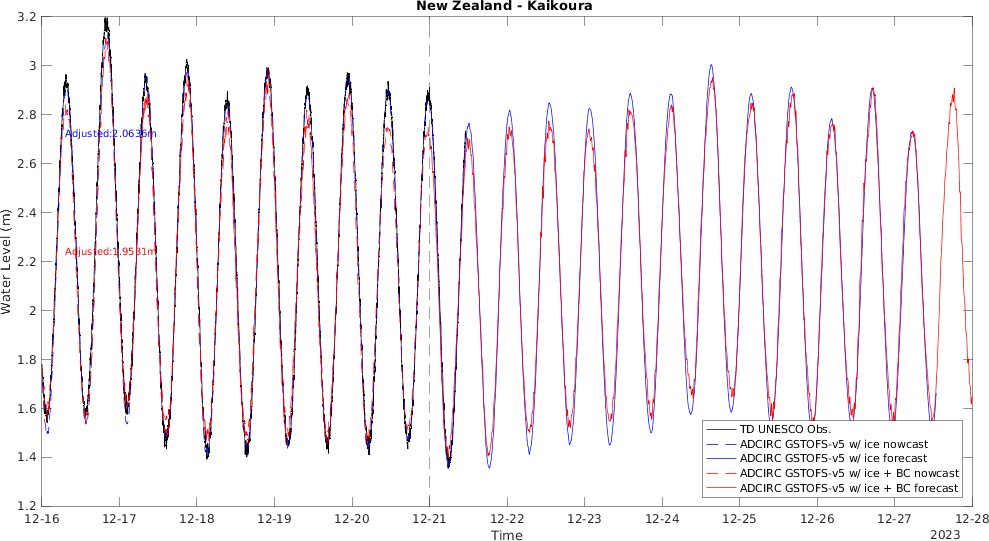 New Zealand - Kaikoura
3.2
3
2.8
2.6
2.4
2.2
2
1.8
1.6
1.4
1.2
Water Level (m)
Adjusted:2.0636m
Adjusted:1.9531m
TD UNESCO Obs.
ADCIRC GSTOFS-v5 w/ ice nowcast
ADCIRC GSTOFS-v5 w/ ice forecast
ADCIRC GSTOFS-v5 w/ ice + BC nowcast
ADCIRC GSTOFS-v5 w/ ice + BC forecast
12-16 12-17 12-18 12-19 12-20 12-21 12-22 12-23 12-24 12-25 12-26 12-27 12-28
Time
2023